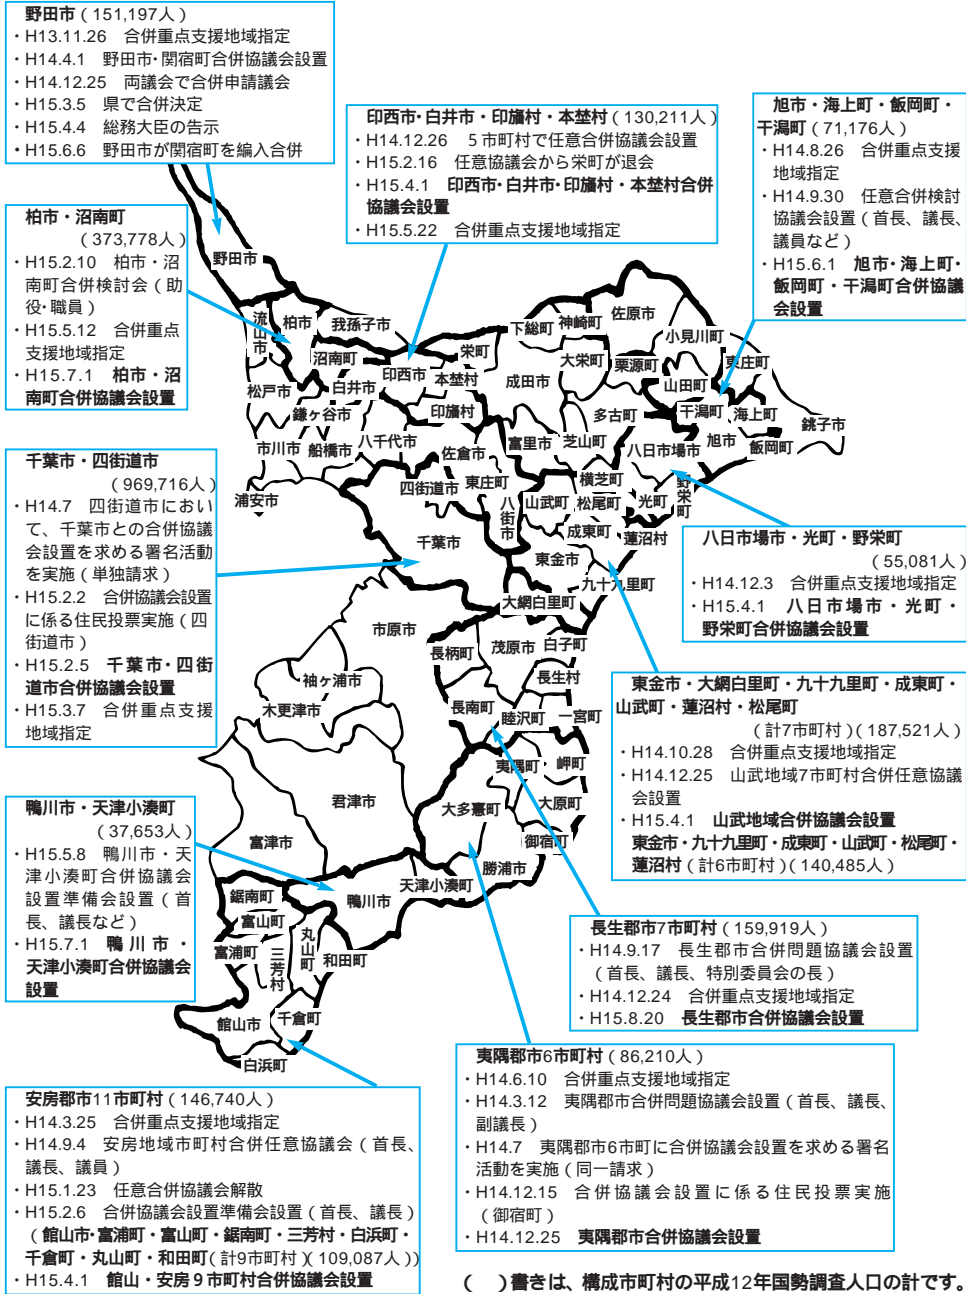 野田市（151,197人）
・H13.11.26　合併重点支援地域指定
・H14.4.1　野田市・関宿町合併協議会設置
・H14.12.25　両議会で合併申請議会
・H15.3.5　県で合併決定
・H15.4.4　総務大臣の告示
・H15.6.6　野田市が関宿町を編入合併
印西市・白井市・印旛村・本埜村（130,211人）
・H14.12.26　５市町村で任意合併協議会設置
・H15.2.16　任意協議会から栄町が退会
・H15.4.1　印西市・白井市・印旛村・本埜村合併
協議会設置
・H15.5.22　合併重点支援地域指定
旭市・海上町・飯岡町・
干潟町（71,176人）
・H14.8.26　合併重点支援
地域指定
・H14.9.30　任意合併検討
協議会設置（首長、議長、
議員など）
・H15.6.1　旭市・海上町・
飯岡町・干潟町合併協議
会設置
柏市・沼南町
（373,778人）
・H15.2.10　柏市・沼
南町合併検討会（助
役・職員）
・H15.5.12　合併重点
支援地域指定
・H15.7.1　柏市・沼
南町合併協議会設置
千葉市・四街道市
（969,716人）
・H14.7　四街道市におい
て、千葉市との合併協議
会設置を求める署名活動
を実施（単独請求）
・H15.2.2　合併協議会設置
に係る住民投票実施（四
街道市）
・H15.2.5　千葉市・四街
道市合併協議会設置
・H15.3.7　合併重点支援
地域指定
鴨川市・天津小湊町
（37,653人）
・H15.5.8　鴨川市・天
津小湊町合併協議会
設置準備会設置（首
長、議長など）
・H15.7.1　鴨川市・
天津小湊町合併協議会
設置
安房郡市11市町村（146,740人）
・H14.3.25　合併重点支援地域指定
・H14.9.4　安房地域市町村合併任意協議会（首長、
議長、議員）
・H15.1.23　任意合併協議会解散
・H15.2.6　合併協議会設置準備会設置（首長、議長）
（館山市・富浦町・富山町・鋸南町・三芳村・白浜町・
千倉町・丸山町・和田町（計９市町村）（109,087人））
・H15.4.1　館山・安房９市町村合併協議会設置
八日市場市・光町・野栄町
（55,081人）
・H14.12.3　合併重点支援地域指定
・H15.4.1　八日市場市・光町・
野栄町合併協議会設置
東金市・大網白里町・九十九里町・成東町・
山武町・蓮沼村・松尾町
（計7市町村）（187,521人）
・H14.10.28　合併重点支援地域指定
・H14.12.25　山武地域7市町村合併任意協議
会設置
・H15.4.1　山武地域合併協議会設置
東金市・九十九里町・成東町・山武町・松尾町・
蓮沼村（計6市町村）（140,485人）
長生郡市7市町村（159,919人）
・H14.9.17　長生郡市合併問題協議会設置
（首長、議長、特別委員会の長）
・H14.12.24　合併重点支援地域指定
・H15.8.20　長生郡市合併協議会設置
夷隅郡市6市町村（86,210人）
・H14.6.10　合併重点支援地域指定
・H14.3.12　夷隅郡市合併問題協議会設置（首長、議長、
副議長）
・H14.7　夷隅郡市6市町に合併協議会設置を求める署名
活動を実施（同一請求）
・H14.12.15　合併協議会設置に係る住民投票実施
（御宿町）
・H14.12.25　夷隅郡市合併協議会設置
野田市
流山市
柏市
我孫子市
沼南町
松戸市
白井市
鎌ヶ谷市
印西市
栄町
本埜村
印旛村
下総町
神崎町
佐原市
大栄町
成田市
栗源町
小見川町
山田町
東庄町
多古町
干潟町
海上町
銚子市
旭市
飯岡町
八日市場市
市川市
船橋市
八千代市
佐倉市
富里市
芝山町
浦安市
四街道市
東庄町
八街市
山武町
横芝町
松尾町
光町
野栄町
成東町
蓮沼村
千葉市
東金市
九十九里町
大網白里町
市原市
長柄町
茂原市
白子町
長生村
袖ヶ浦市
木更津市
長南町
睦沢町
一宮町
夷隅町
岬町
君津市
大多憙町
大原町
富津市
御宿町
勝浦市
天津小湊町
鴨川市
鋸南町
富山町
富浦町
三芳村
丸山町
和田町
館山市
千倉町
白浜町
（　）書きは、構成市町村の平成12年国勢調査人口の計です。